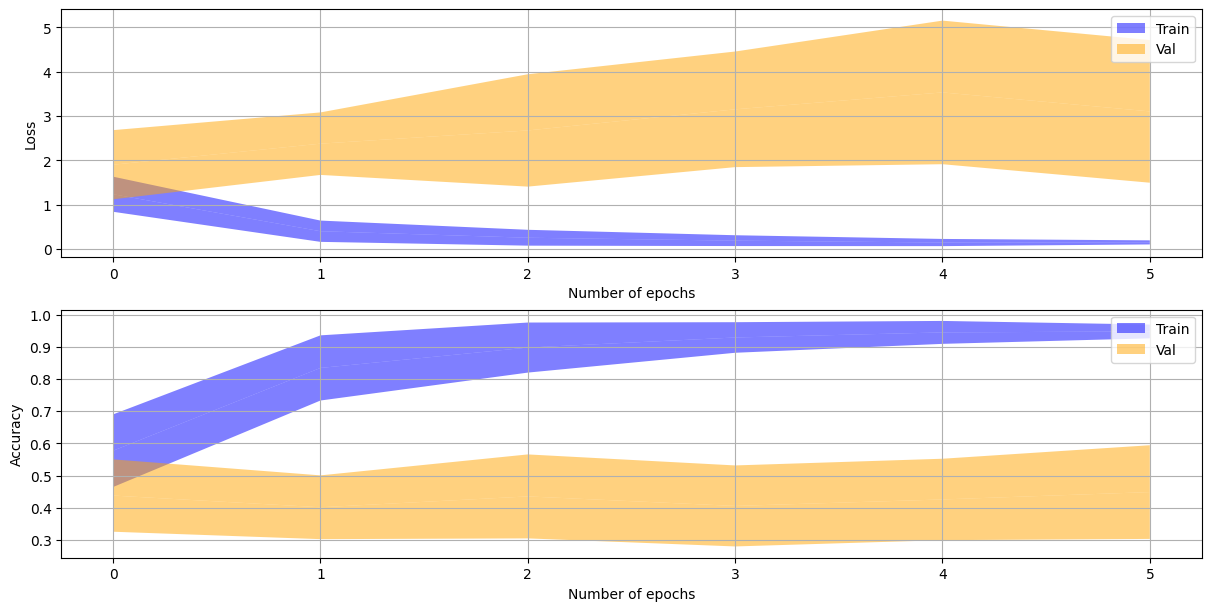 5
4
3
2
1
0
Loss
Train
Val
0 1 2 3 4 5
Number of epochs
1.0
0.9
0.8
0.7
0.6
0.5
0.4
0.3
Accuracy
Train
Val
0 1 2 3 4 5
Number of epochs